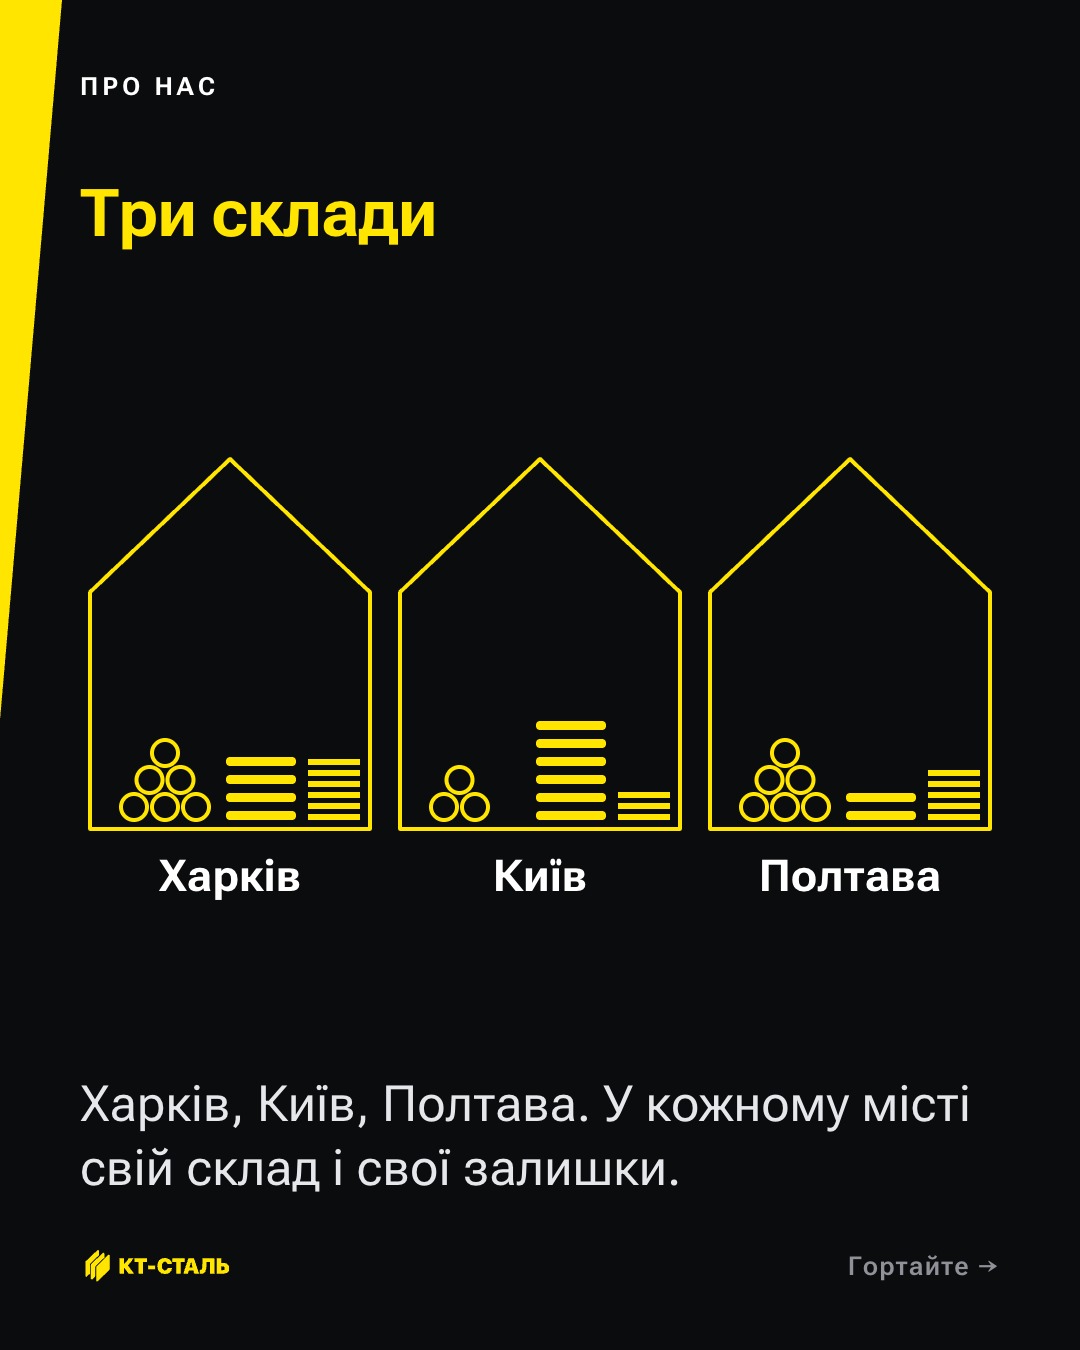 ПРО НАС
Три склади
Харків
Київ
Полтава
Харків, Київ, Полтава. У кожному місті
свій склад і свої залишки.
КТ-СТАЛЬ
Гортайте →